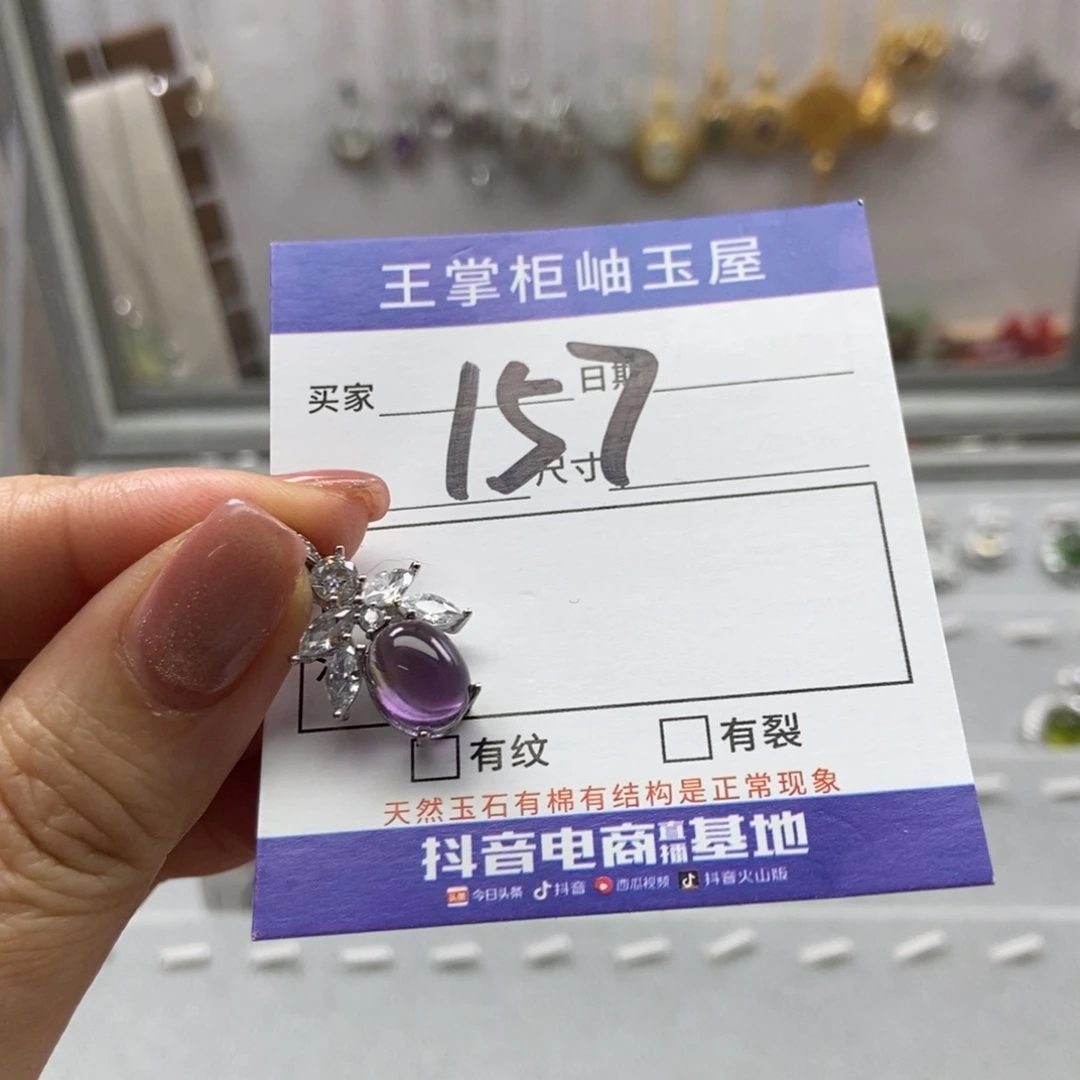 王掌柜岫玉屋
买家 日期
157
尺寸
有纹 有裂
天然玉石有棉有结构是正常现象
抖音电商直播基地
头条 今日头条 抖音 西瓜视频 抖音火山版